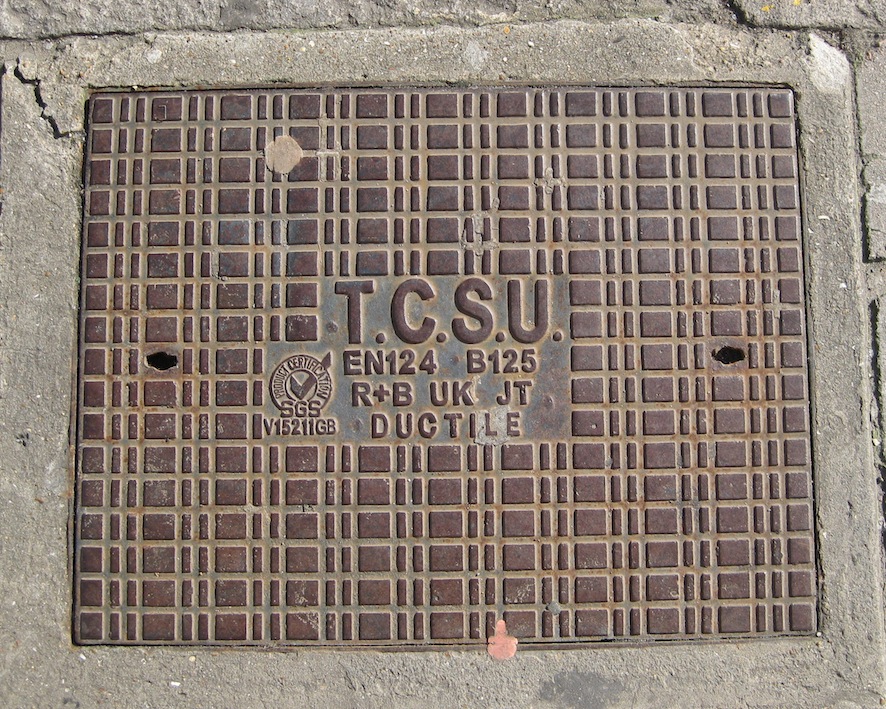 T.C.S.U.
EN124 B125
R+B UK JT
DUCTILE
PRODUCT CERTIFICATION
SGS
V15211GB